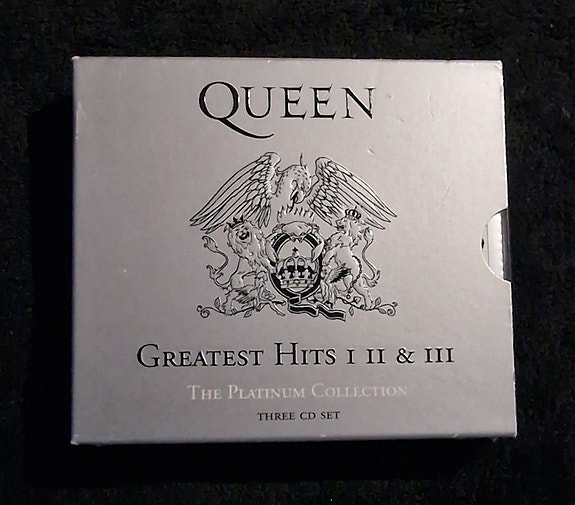 QUEEN
GREATEST HITS I II & III
THE PLATINUM COLLECTION
THREE CD SET